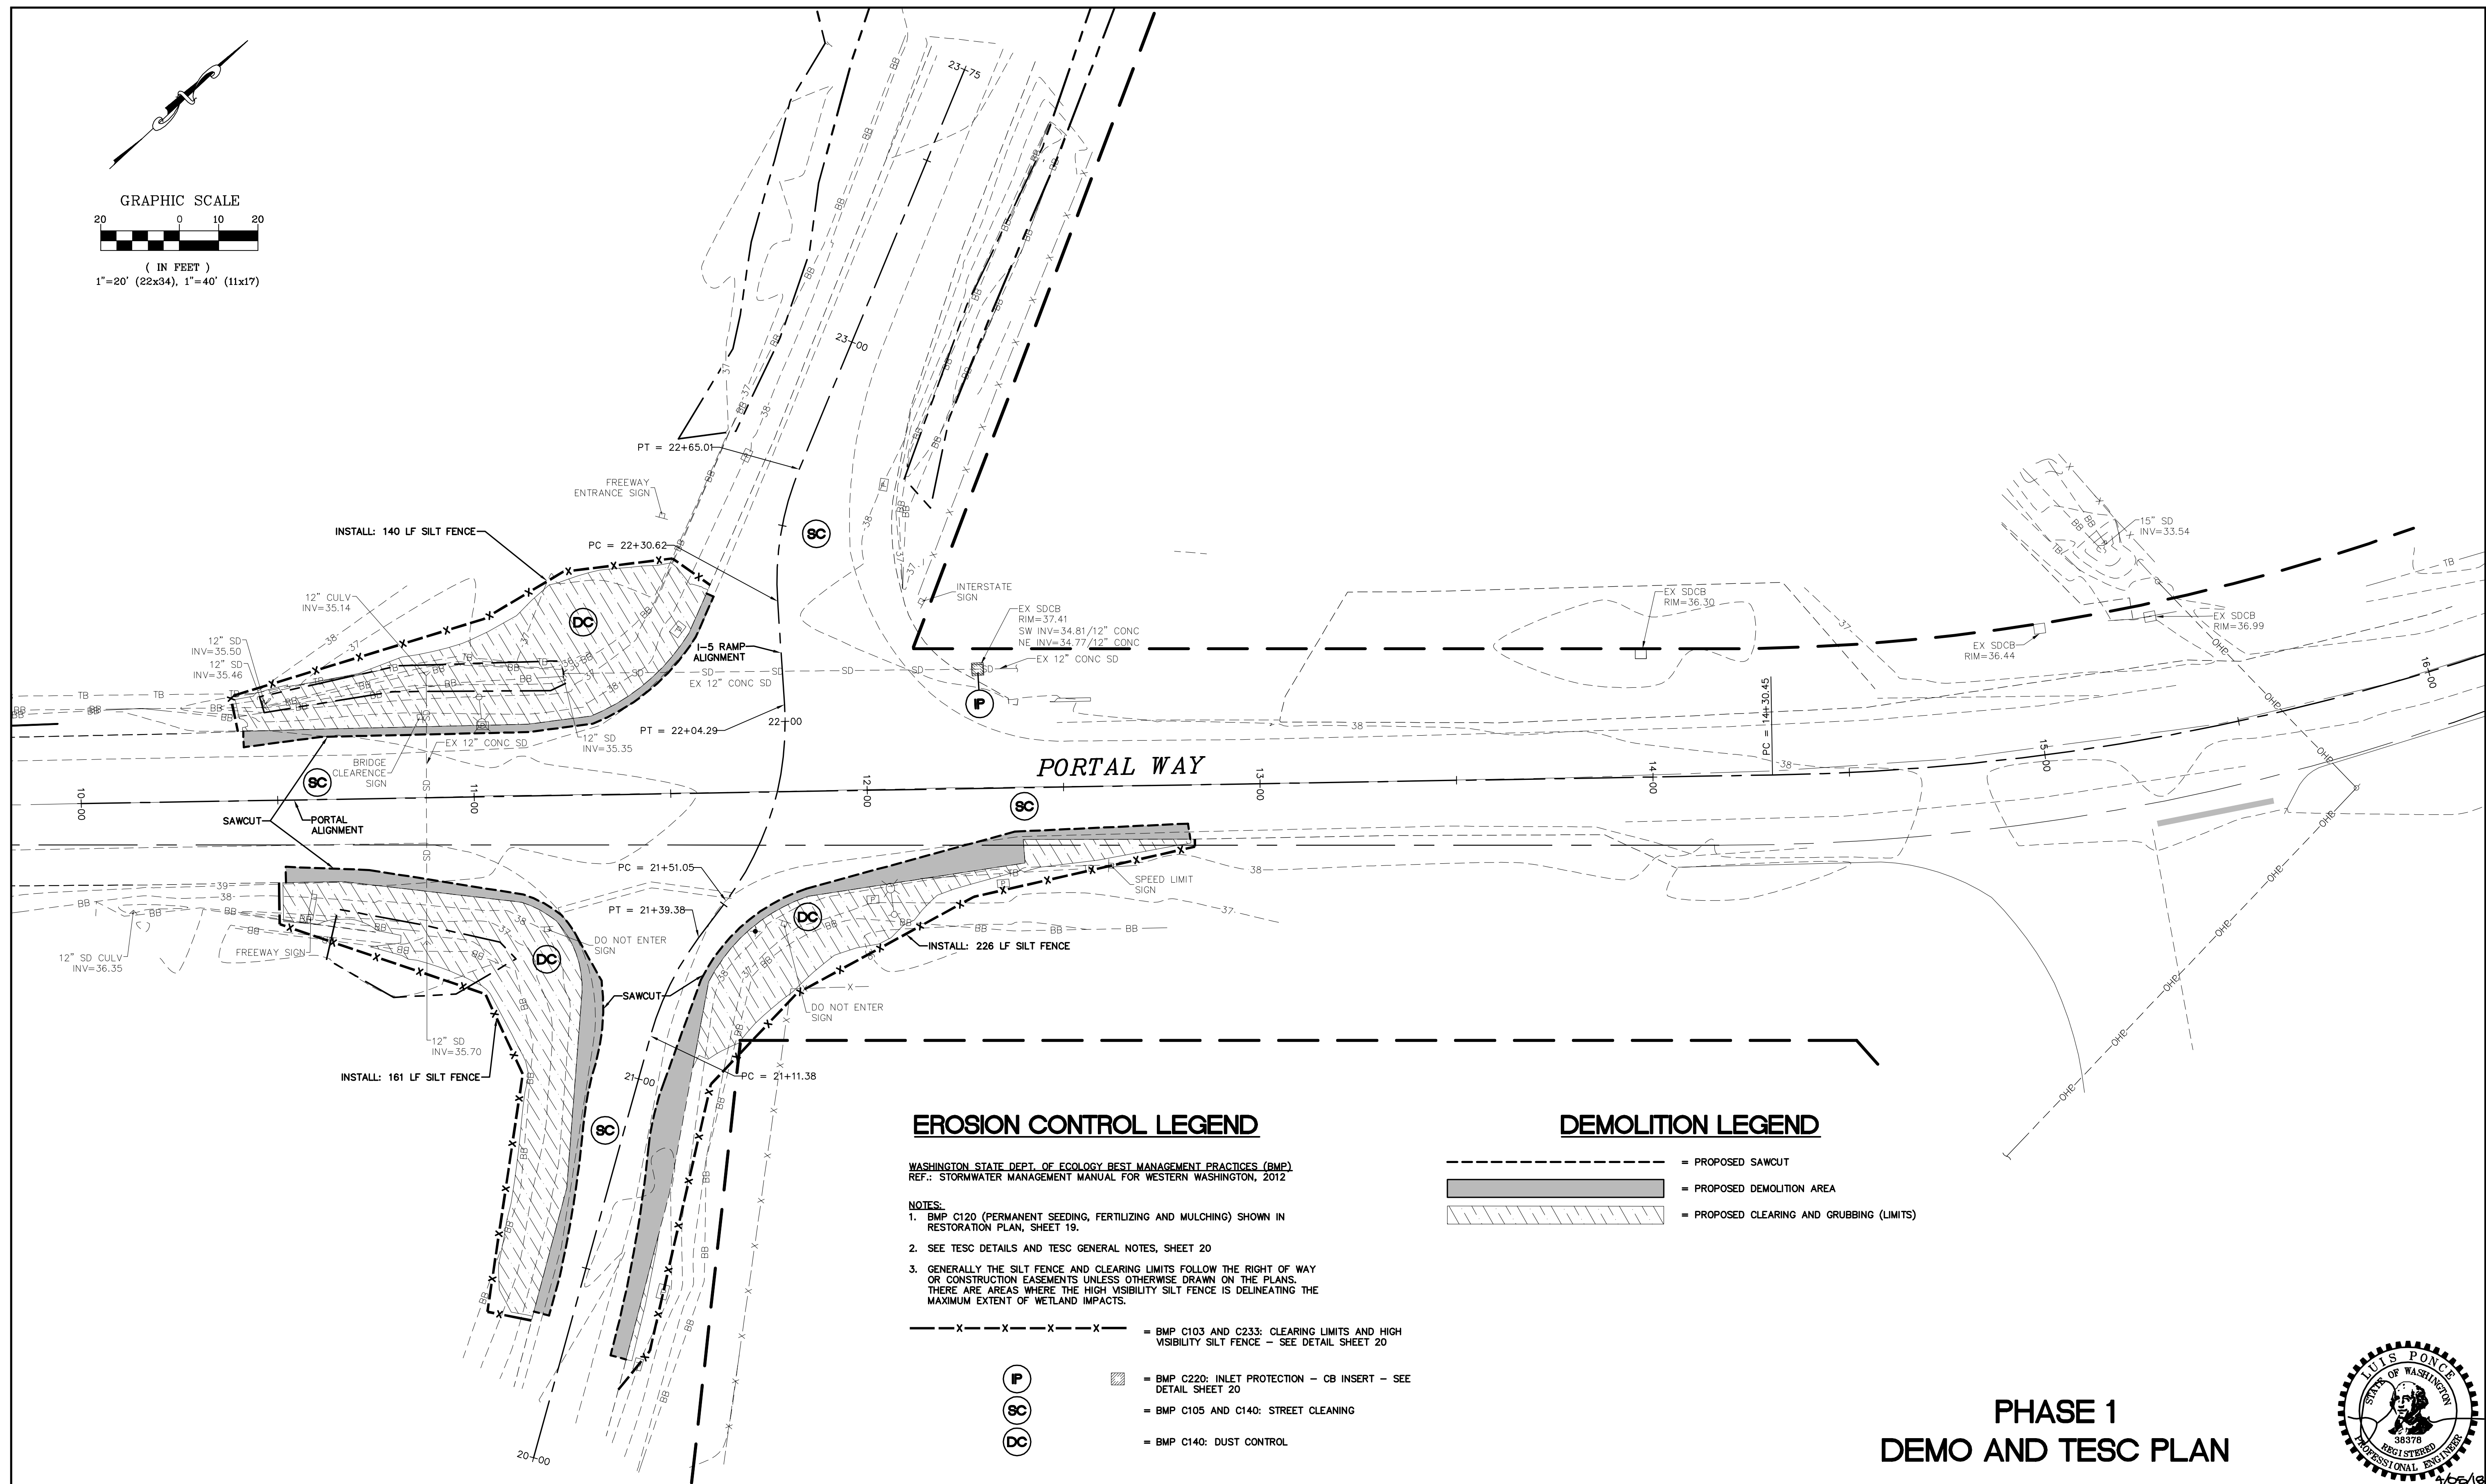 23+75
GRAPHIC SCALE
20 0 10 20
( IN FEET )
1"=20' (22x34), 1"=40' (11x17)
23+00
PT = 22+65.01
FREEWAY
ENTRANCE SIGN
INSTALL: 140 LF SILT FENCE
PC = 22+30.62
SC
12" CULV
INV=35.14
DC
12" SD
INV=35.50
12" SD
INV=35.46
I-5 RAMP
ALIGNMENT
INTERSTATE
SIGN
EX SDCB
RIM=37.41
SW INV=34.81/12" CONC
NE INV=34.77/12" CONC
EX 12" CONC SD
EX 12" CONC SD
IP
EX SDCB
RIM=36.30
15" SD
INV=33.54
EX SDCB
RIM=36.99
EX SDCB
RIM=36.44
PT = 22+04.29
22+00
12" SD
INV=35.35
EX 12" CONC SD
BRIDGE
CLEARENCE
SIGN
SC
PORTAL WAY
PC = 14+30.45
10+00
11+00
12+00
13+00
14+00
15+00
16+00
SAWCUT
PORTAL
ALIGNMENT
SC
PC = 21+51.05
PT = 21+39.38
SPEED LIMIT
SIGN
DC
12" SD CULV
INV=36.35
FREEWAY SIGN
DO NOT ENTER
SIGN
DC
INSTALL: 226 LF SILT FENCE
SAWCUT
DO NOT ENTER
SIGN
12" SD
INV=35.70
INSTALL: 161 LF SILT FENCE
21+00
PC = 21+11.38
SC
20+00
EROSION CONTROL LEGEND
WASHINGTON STATE DEPT. OF ECOLOGY BEST MANAGEMENT PRACTICES (BMP)
REF.: STORMWATER MANAGEMENT MANUAL FOR WESTERN WASHINGTON, 2012
NOTES:
1. BMP C120 (PERMANENT SEEDING, FERTILIZING AND MULCHING) SHOWN IN
RESTORATION PLAN, SHEET 19.
2. SEE TESC DETAILS AND TESC GENERAL NOTES, SHEET 20
3. GENERALLY THE SILT FENCE AND CLEARING LIMITS FOLLOW THE RIGHT OF WAY
OR CONSTRUCTION EASEMENTS UNLESS OTHERWISE DRAWN ON THE PLANS.
THERE ARE AREAS WHERE THE HIGH VISIBILITY SILT FENCE IS DELINEATING THE
MAXIMUM EXTENT OF WETLAND IMPACTS.
= BMP C103 AND C233: CLEARING LIMITS AND HIGH
VISIBILITY SILT FENCE – SEE DETAIL SHEET 20
IP = BMP C220: INLET PROTECTION – CB INSERT – SEE
DETAIL SHEET 20
SC = BMP C105 AND C140: STREET CLEANING
DC = BMP C140: DUST CONTROL
DEMOLITION LEGEND
= PROPOSED SAWCUT
= PROPOSED DEMOLITION AREA
= PROPOSED CLEARING AND GRUBBING (LIMITS)
PHASE 1
DEMO AND TESC PLAN
LUIS PONCE
STATE OF WASHINGTON
38378
REGISTERED
PROFESSIONAL ENGINEER